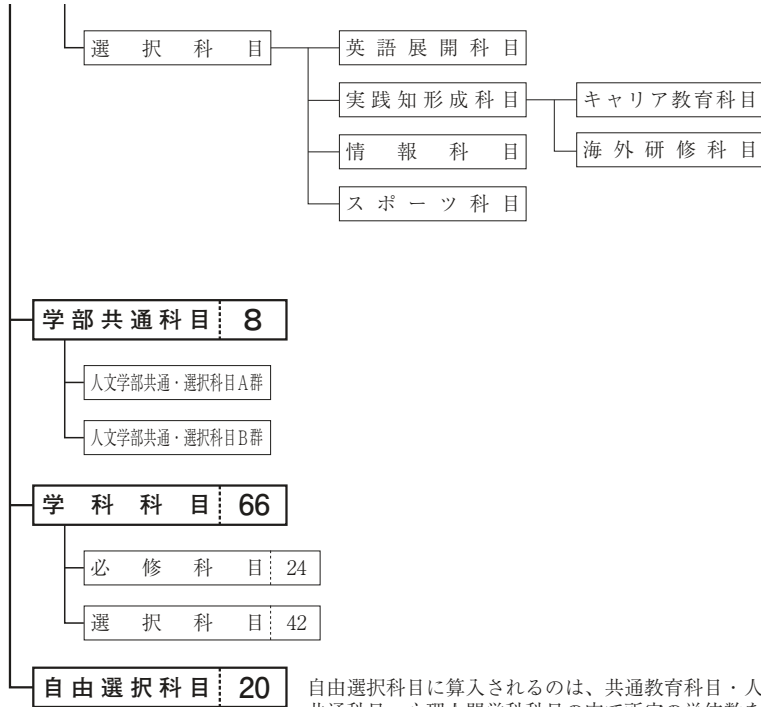 選択科目
英語展開科目
実践知形成科目
キャリア教育科目
情報科目
海外研修科目
スポーツ科目
学部共通科目 8
人文学部共通・選択科目A群
人文学部共通・選択科目B群
学科科目 66
必修科目 24
選択科目 42
自由選択科目 20
自由選択科目に算入されるのは、共通教育科目・人